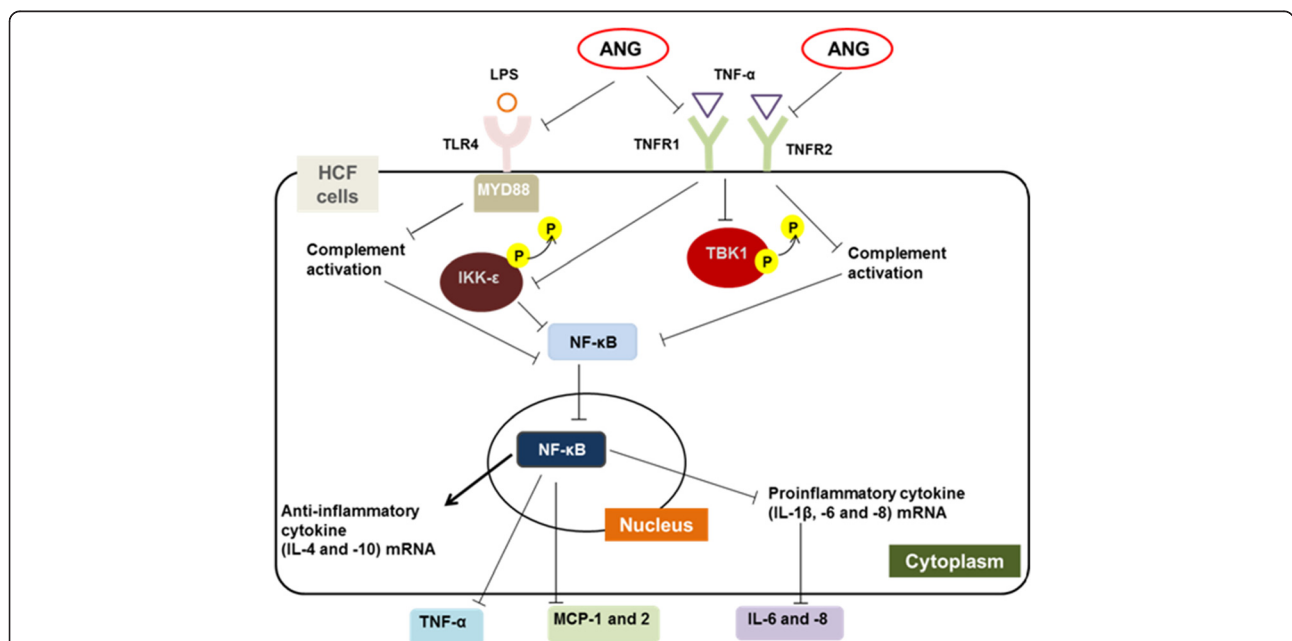 ANG
ANG
LPS
TNF-α
TLR4
TNFR1
TNFR2
HCF
cells
MYD88
P
P
P
P
Complement
activation
IKK-ε
TBK1
Complement
activation
NF-κB
NF-κB
Anti-inflammatory
cytokine
(IL-4 and -10) mRNA
Proinflammatory cytokine
(IL-1β, -6 and -8) mRNA
Nucleus
Cytoplasm
TNF-α
MCP-1 and 2
IL-6 and -8